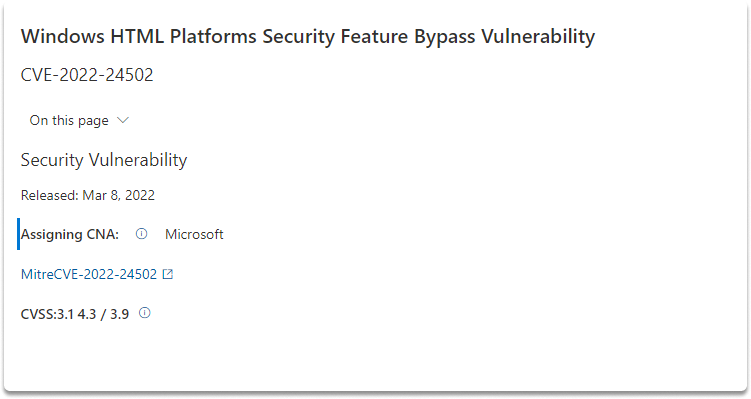 Windows HTML Platforms Security Feature Bypass Vulnerability
CVE-2022-24502
On this page
Security Vulnerability
Released: Mar 8, 2022
Assigning CNA: Microsoft
MitreCVE-2022-24502
CVSS:3.1 4.3 / 3.9